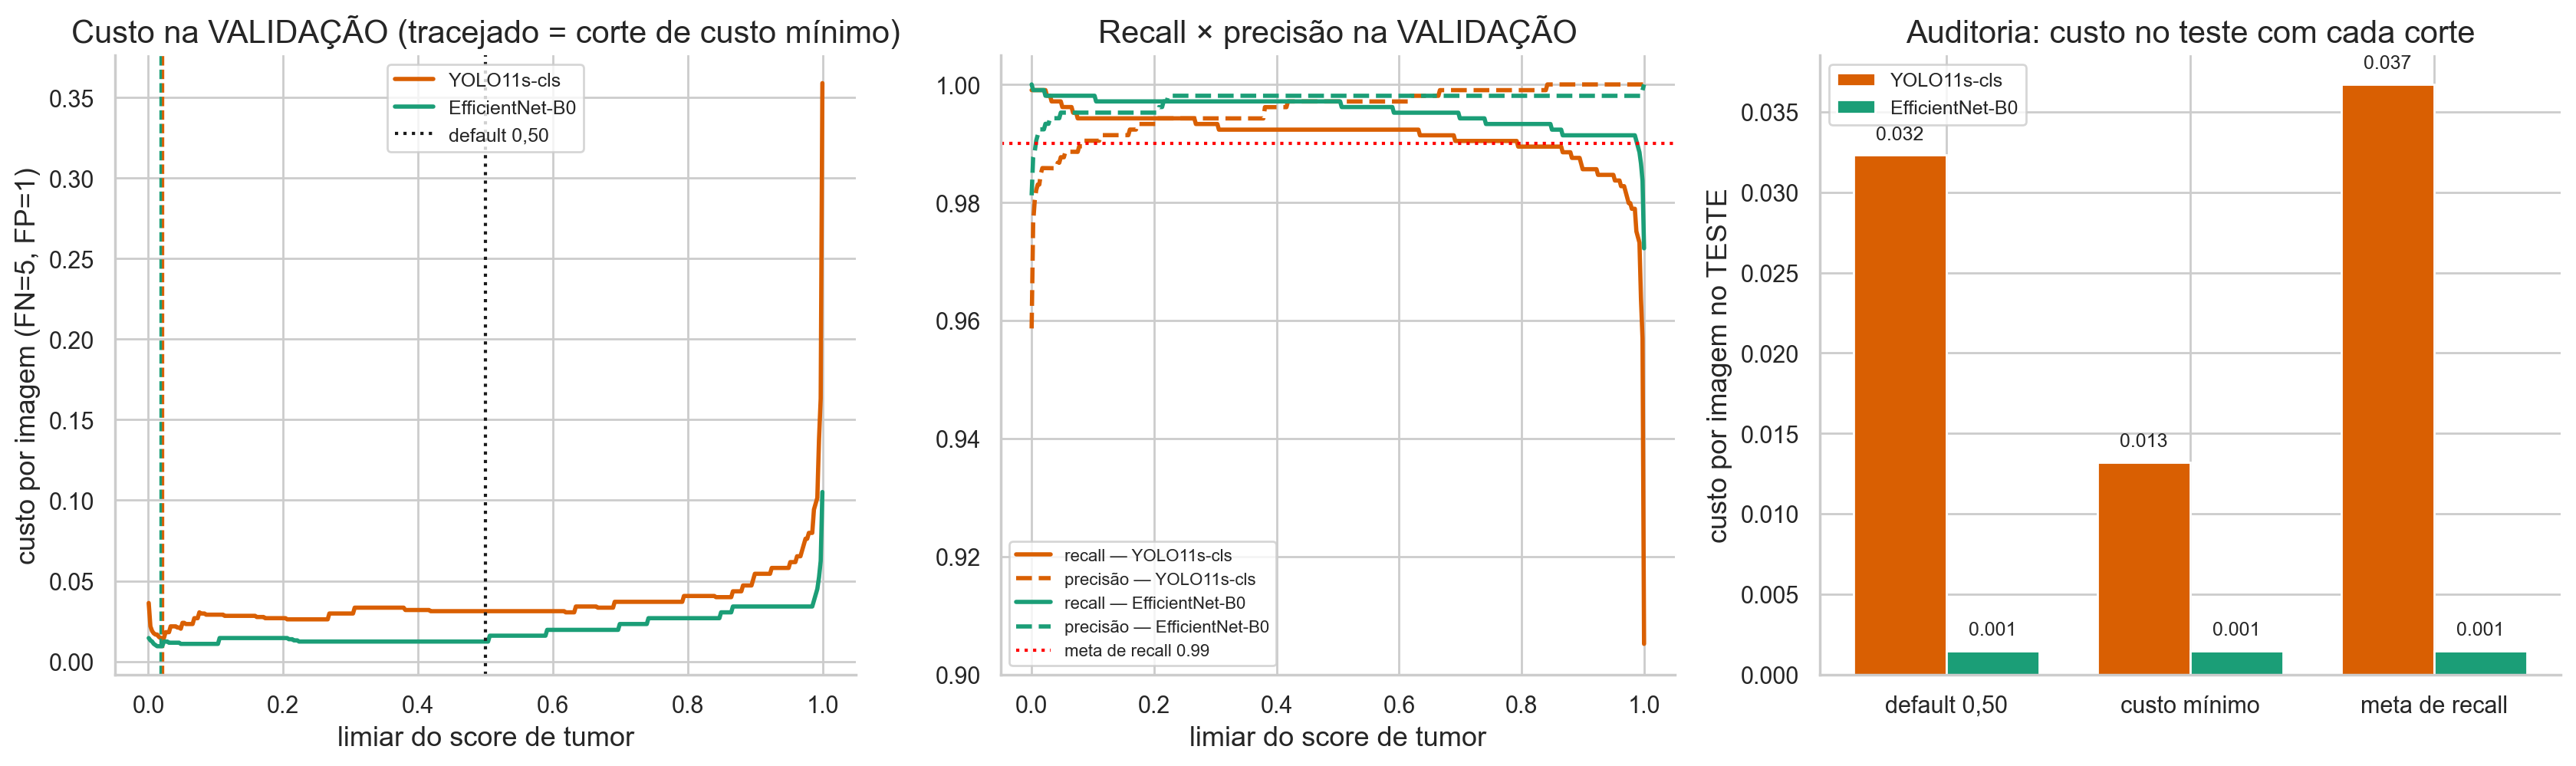 Custo na VALIDAÇÃO (tracejado = corte de custo mínimo)
custo por imagem (FN=5, FP=1)
0.35
0.30
0.25
0.20
0.15
0.10
0.05
0.00
YOLO11s-cls
EfficientNet-B0
default 0,50
0.0 0.2 0.4 0.6 0.8 1.0
limiar do score de tumor
Recall × precisão na VALIDAÇÃO
1.00
0.98
0.96
0.94
0.92
0.90
recall — YOLO11s-cls
precisão — YOLO11s-cls
recall — EfficientNet-B0
precisão — EfficientNet-B0
meta de recall 0.99
0.0 0.2 0.4 0.6 0.8 1.0
limiar do score de tumor
Auditoria: custo no teste com cada corte
custo por imagem no TESTE
0.035
0.030
0.025
0.020
0.015
0.010
0.005
0.000
YOLO11s-cls
EfficientNet-B0
0.032
0.001
0.013
0.001
0.037
0.001
default 0,50 custo mínimo meta de recall